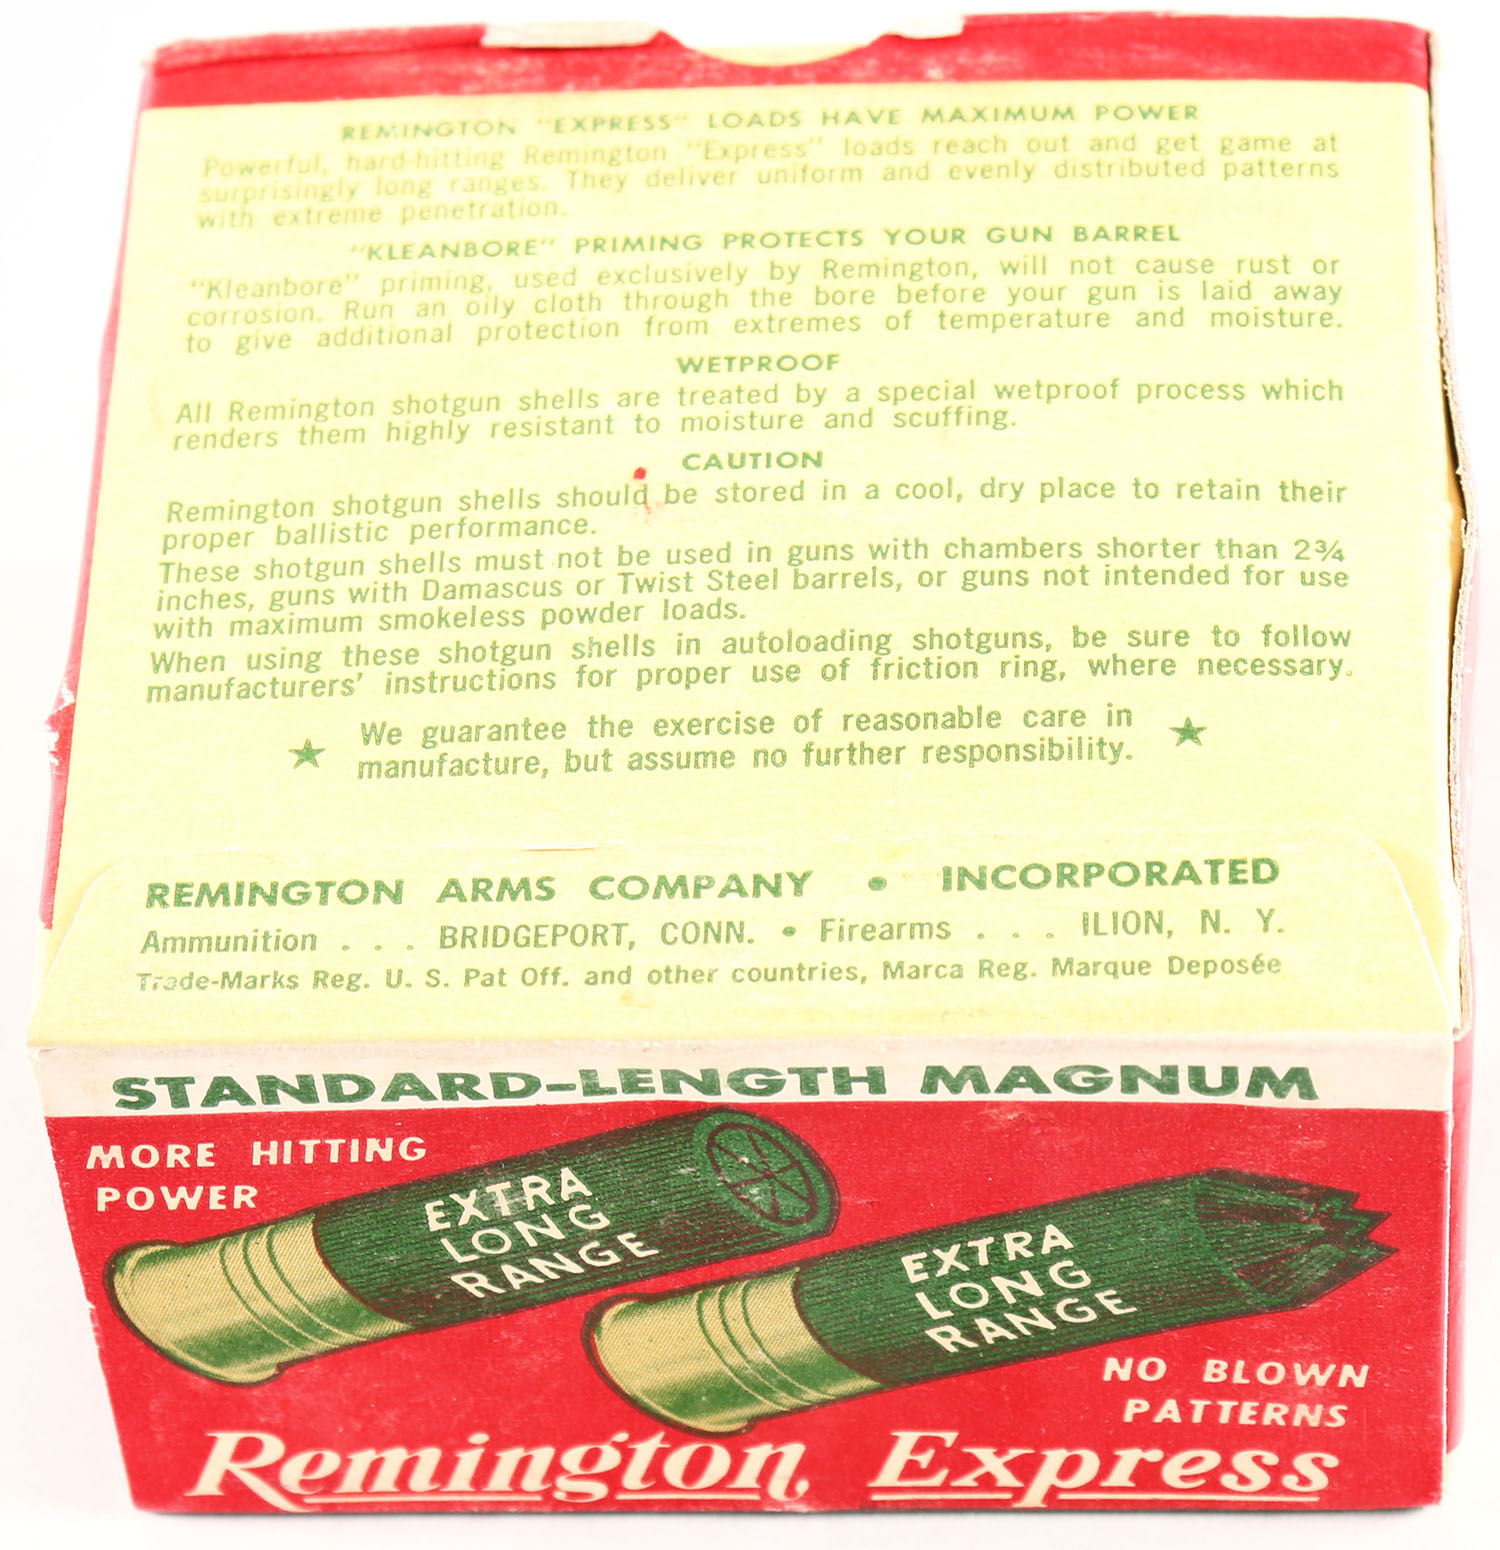 REMINGTON "EXPRESS" LOADS HAVE MAXIMUM POWER
Powerful, hard-hitting Remington "Express" loads reach out and get game at
surprisingly long ranges. They deliver uniform and evenly distributed patterns
with extreme penetration.
"KLEANBORE" PRIMING PROTECTS YOUR GUN BARREL
"Kleanbore" priming, used exclusively by Remington, will not cause rust or
corrosion. Run an oily cloth through the bore before your gun is laid away
to give additional protection from extremes of temperature and moisture.
WETPROOF
All Remington shotgun shells are treated by a special wetproof process which
renders them highly resistant to moisture and scuffing.
CAUTION
Remington shotgun shells should be stored in a cool, dry place to retain their
proper ballistic performance.
These shotgun shells must not be used in guns with chambers shorter than 2¾
inches, guns with Damascus or Twist Steel barrels, or guns not intended for use
with maximum smokeless powder loads.
When using these shotgun shells in autoloading shotguns, be sure to follow
manufacturers' instructions for proper use of friction ring, where necessary.
★ We guarantee the exercise of reasonable care in ★
manufacture, but assume no further responsibility.
REMINGTON ARMS COMPANY • INCORPORATED
Ammunition . . . BRIDGEPORT, CONN. • Firearms . . . ILION, N. Y.
Trade-Marks Reg. U. S. Pat Off. and other countries, Marca Reg. Marque Deposée
STANDARD-LENGTH MAGNUM
MORE HITTING
POWER
EXTRA
LONG
RANGE
EXTRA
LONG
RANGE
NO BLOWN
PATTERNS
Remington Express